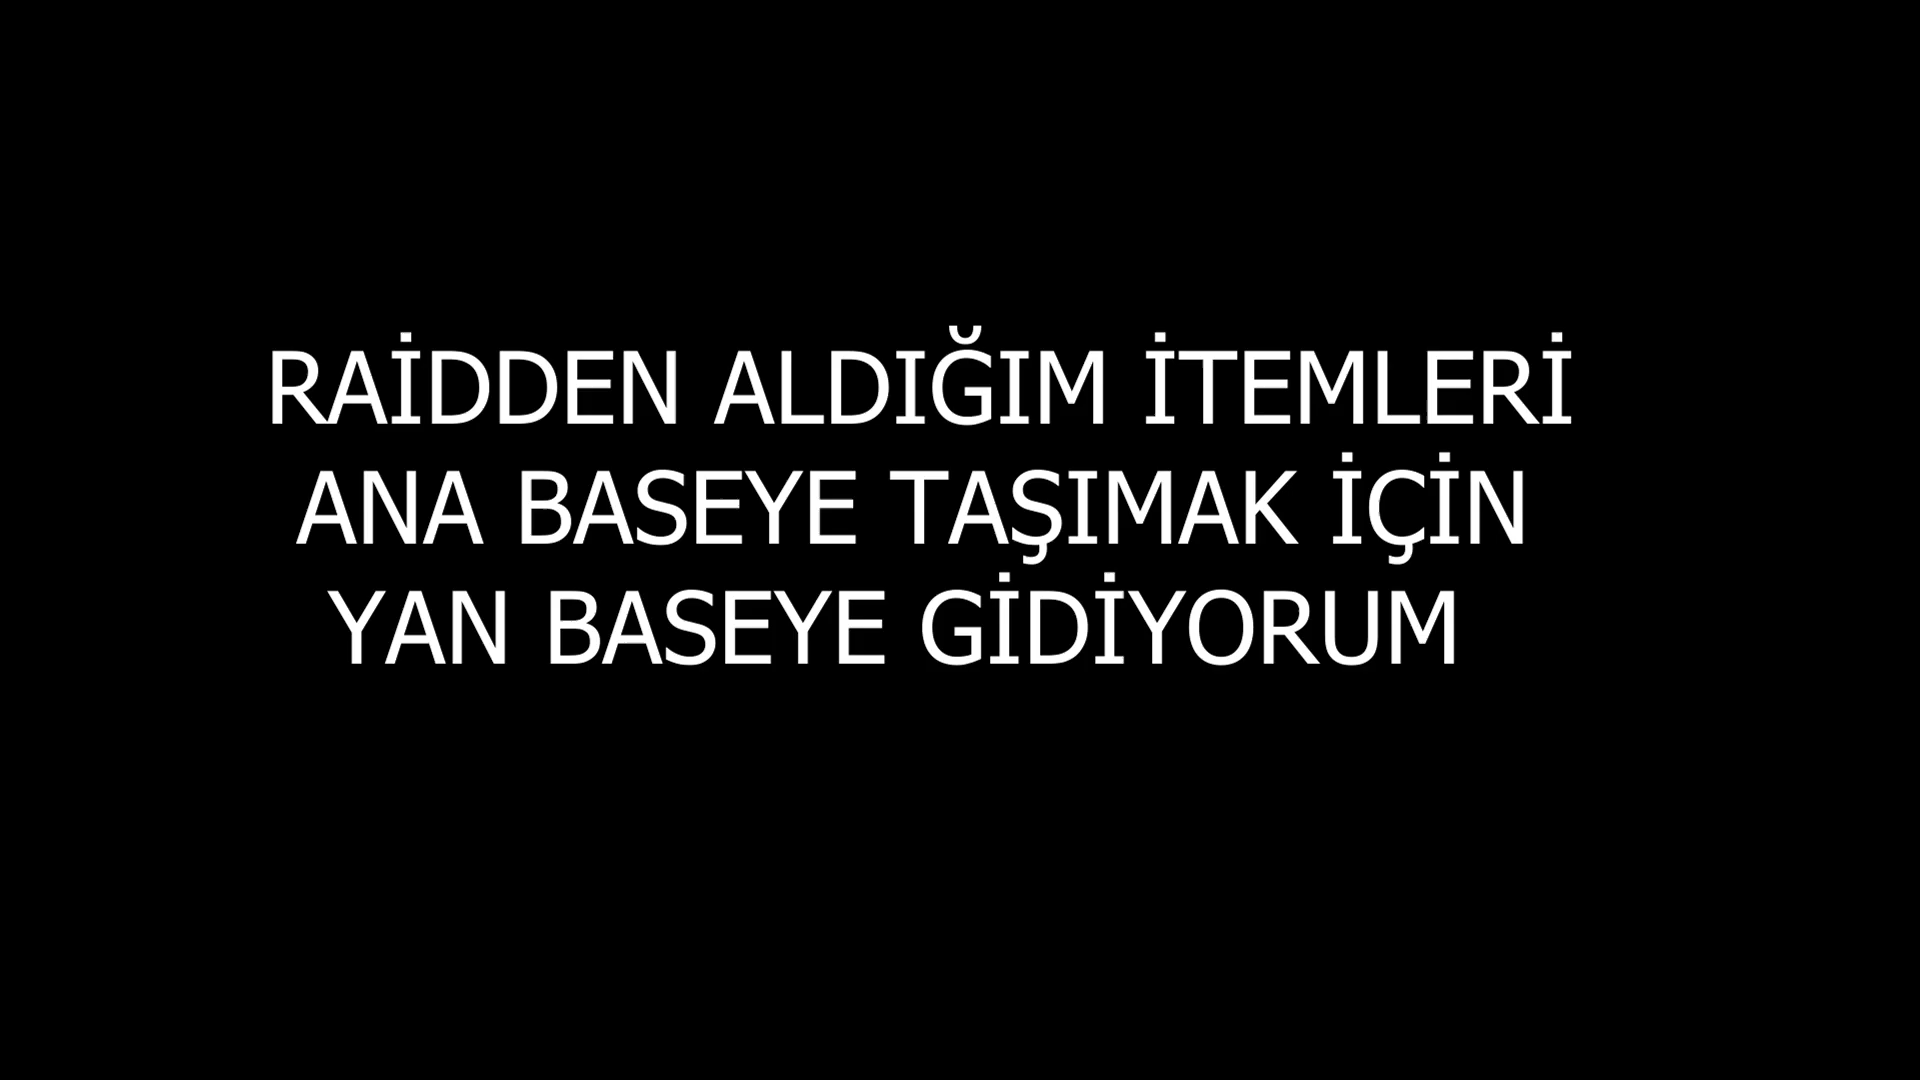 RAİDDEN ALDIĞIM İTEMLERİ
ANA BASEYE TAŞIMAK İÇİN
YAN BASEYE GİDİYORUM